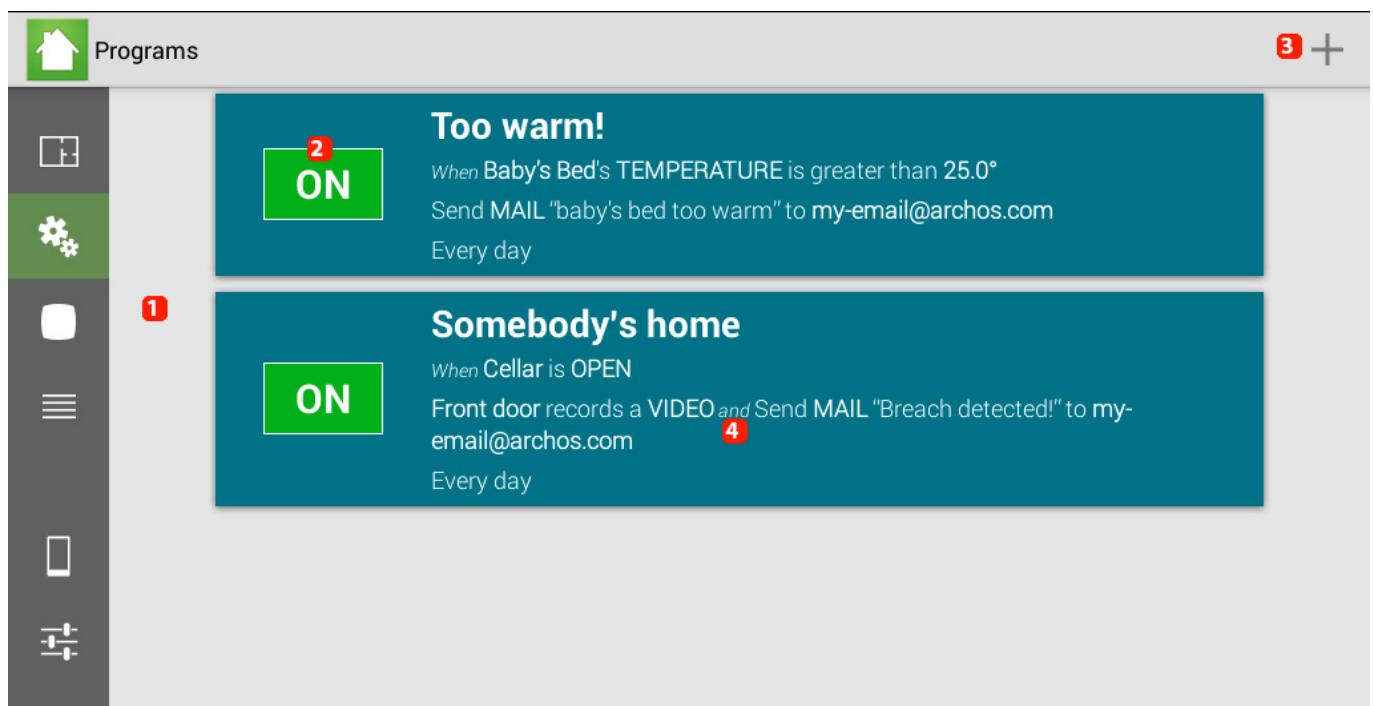 Programs
3
Too warm!
2
ON
When Baby's Bed's TEMPERATURE is greater than 25.0°
Send MAIL “baby's bed too warm” to my-email@archos.com
Every day
1
Somebody's home
When Cellar is OPEN
ON
Front door records a VIDEO and Send MAIL “Breach detected!” to my-
4
email@archos.com
Every day